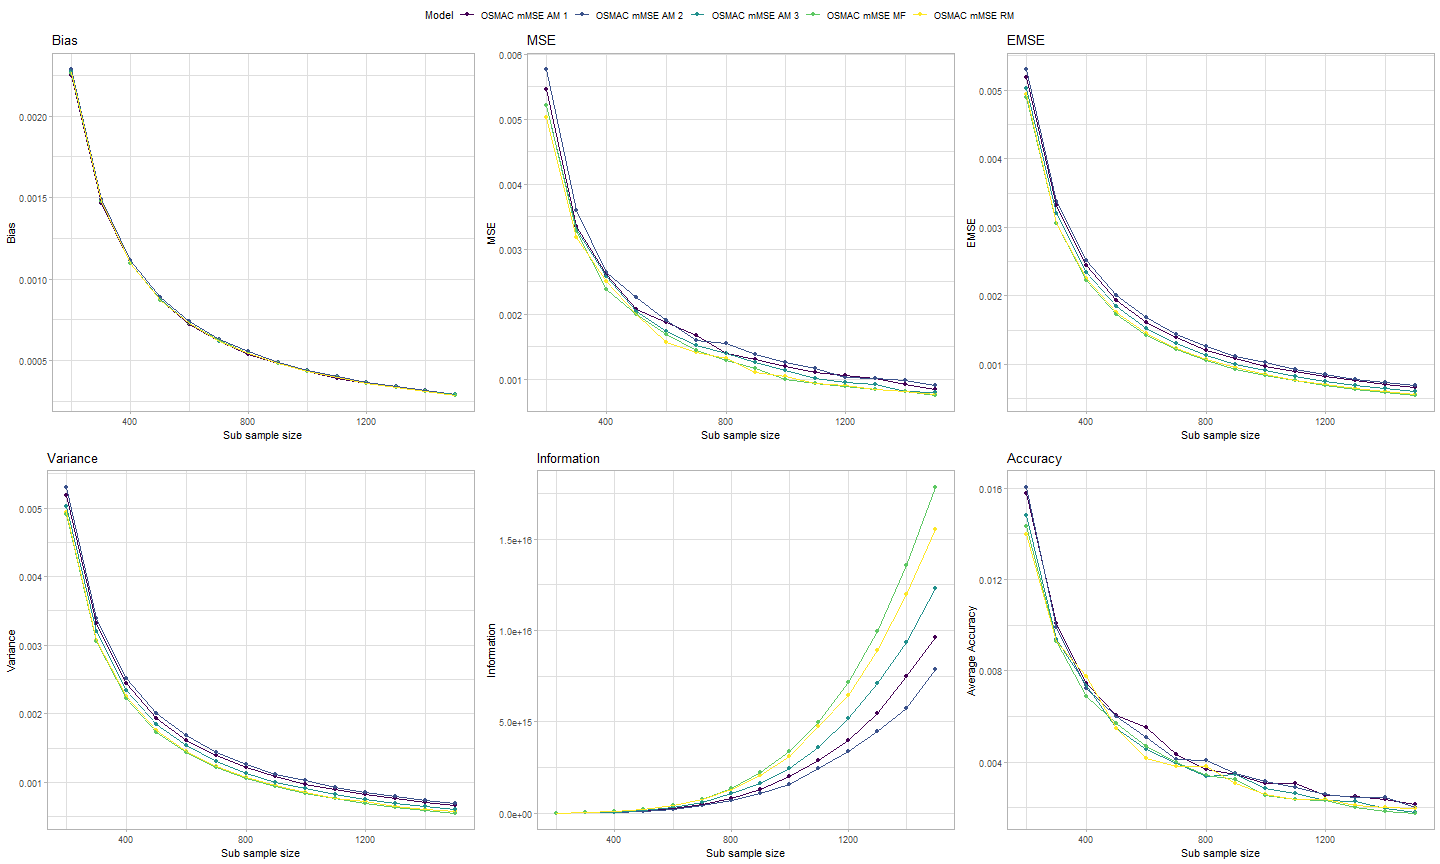 Model OSMAC mMSE AM 1 OSMAC mMSE AM 2 OSMAC mMSE AM 3 OSMAC mMSE MF OSMAC mMSE RM
Bias
0.0020
0.0015
0.0010
0.0005
Bias
400 800 1200
Sub sample size
MSE
0.006
0.005
0.004
0.003
0.002
0.001
MSE
400 800 1200
Sub sample size
EMSE
0.005
0.004
0.003
0.002
0.001
EMSE
400 800 1200
Sub sample size
Variance
0.005
0.004
0.003
0.002
0.001
Variance
400 800 1200
Sub sample size
Information
1.5e+16
1.0e+16
5.0e+15
0.0e+00
Information
400 800 1200
Sub sample size
Accuracy
0.016
0.012
0.008
0.004
Average Accuracy
400 800 1200
Sub sample size